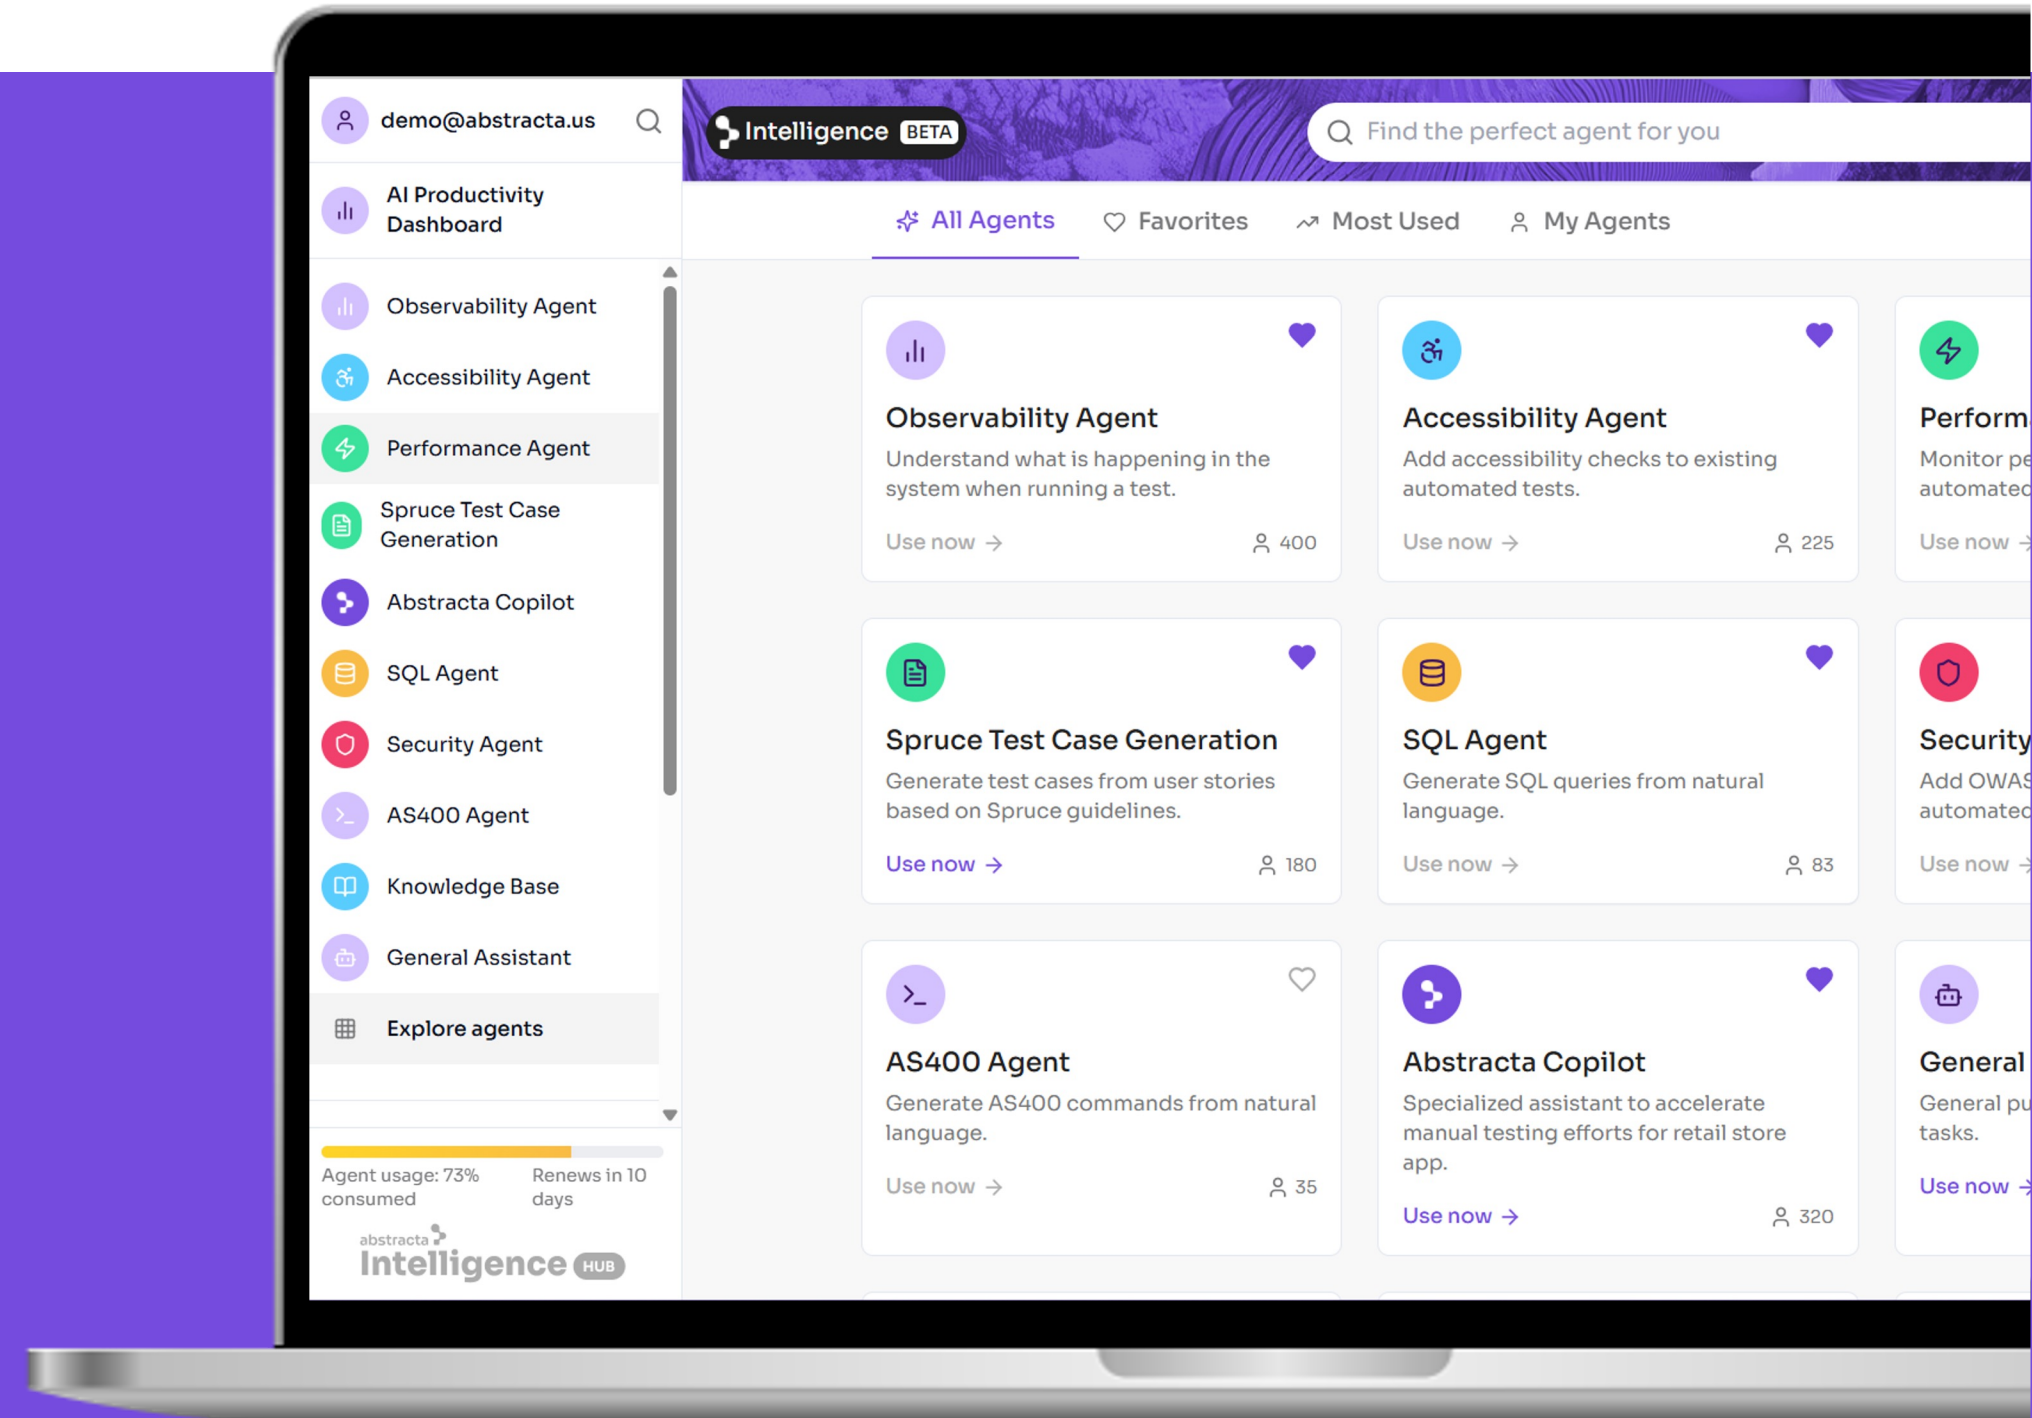 demo@abstracta.us
AI Productivity
Dashboard
Observability Agent
Accessibility Agent
Performance Agent
Spruce Test Case
Generation
Abstracta Copilot
SQL Agent
Security Agent
AS400 Agent
Knowledge Base
General Assistant
Explore agents
Agent usage: 73%
consumed
Renews in 10
days
abstracta
Intelligence HUB
Intelligence BETA
Find the perfect agent for you
All Agents
Favorites
Most Used
My Agents
Observability Agent
Understand what is happening in the
system when running a test.
Use now → 400
Accessibility Agent
Add accessibility checks to existing
automated tests.
Use now → 225
Perform
Monitor pe
automated
Use now →
Spruce Test Case Generation
Generate test cases from user stories
based on Spruce guidelines.
Use now → 180
SQL Agent
Generate SQL queries from natural
language.
Use now → 83
Security
Add OWAS
automated
Use now →
AS400 Agent
Generate AS400 commands from natural
language.
Use now → 35
Abstracta Copilot
Specialized assistant to accelerate
manual testing efforts for retail store
app.
Use now → 320
General
General pu
tasks.
Use now →